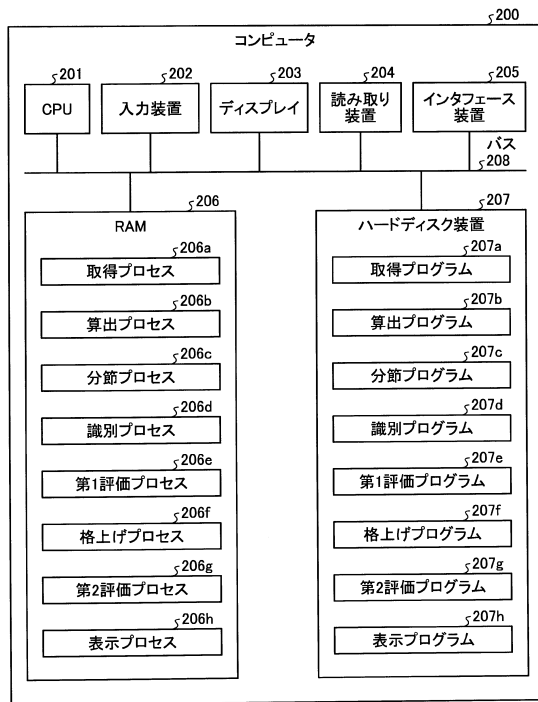 200
コンピュータ
201
202
203
204
205
CPU
入力装置
ディスプレイ
読み取り
装置
インタフェース
装置
バス
208
206
RAM
206a
取得プロセス
206b
算出プロセス
206c
分節プロセス
206d
識別プロセス
206e
第1評価プロセス
206f
格上げプロセス
206g
第2評価プロセス
206h
表示プロセス
207
ハードディスク装置
207a
取得プログラム
207b
算出プログラム
207c
分節プログラム
207d
識別プログラム
207e
第1評価プログラム
207f
格上げプログラム
207g
第2評価プログラム
207h
表示プログラム